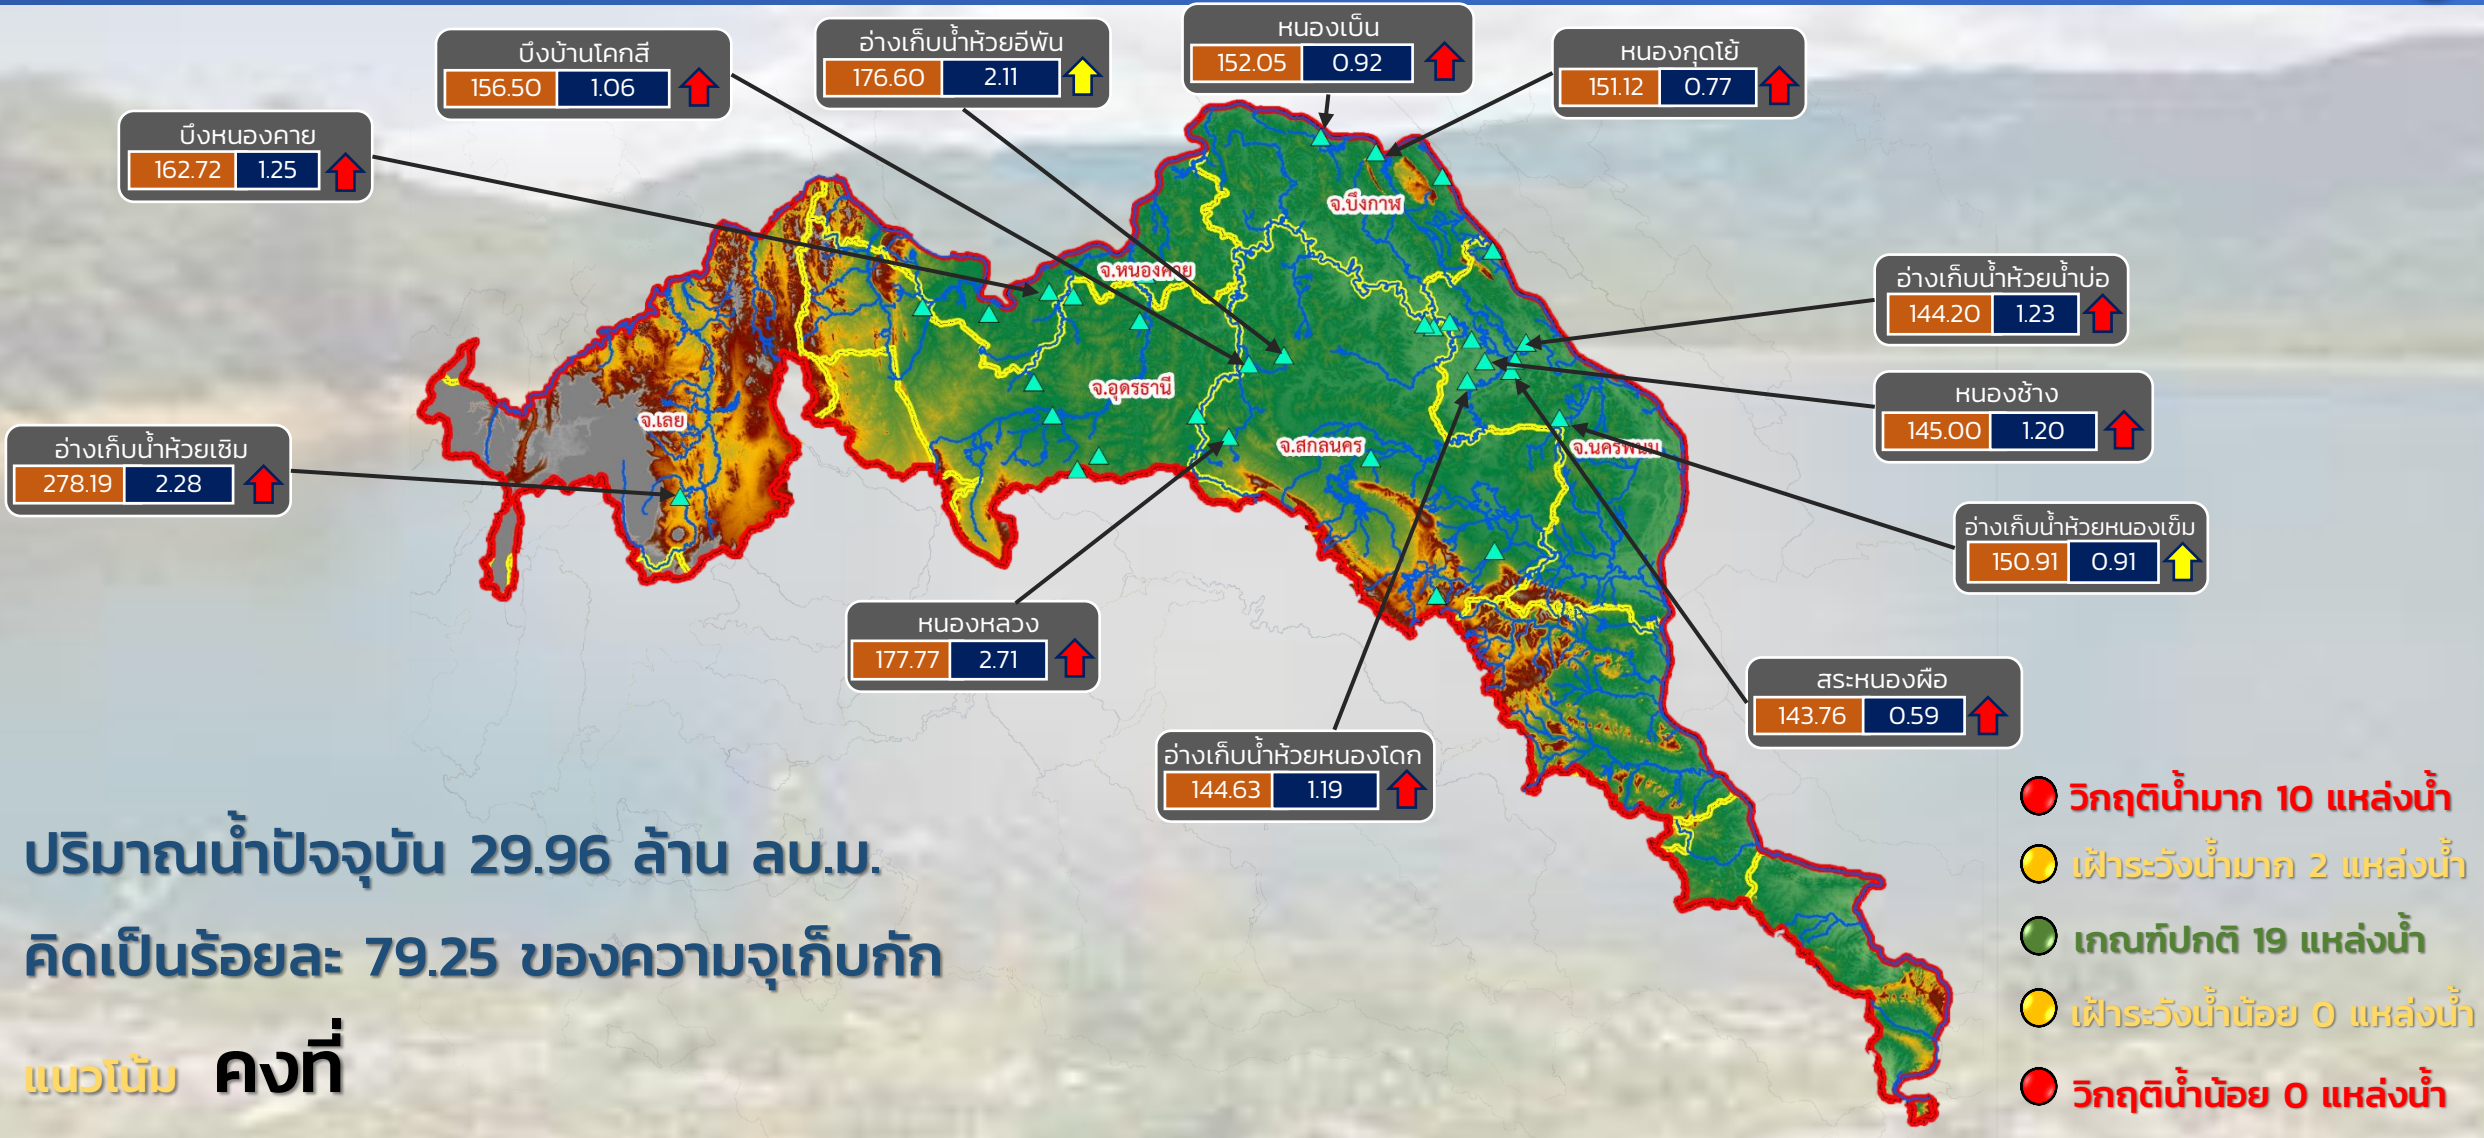 หนองเบ็น
152.05 0.92
บึงบ้านโคกสี
156.50 1.06
อ่างเก็บน้ำห้วยอีพัน
176.60 2.11
หนองกุดโย้
151.12 0.77
บึงหนองคาย
162.72 1.25
จ.บึงกาฬ
จ.หนองคาย
อ่างเก็บน้ำห้วยน้ำบ่อ
144.20 1.23
จ.อุดรธานี
หนองช้าง
145.00 1.20
จ.เลย
จ.สกลนคร
จ.นครพนม
อ่างเก็บน้ำห้วยเซิม
278.19 2.28
อ่างเก็บน้ำห้วยหนองเข็ม
150.91 0.91
หนองหลวง
177.77 2.71
สระหนองผือ
143.76 0.59
อ่างเก็บน้ำห้วยหนองโดก
144.63 1.19
ปริมาณน้ำปัจจุบัน 29.96 ล้าน ลบ.ม.
คิดเป็นร้อยละ 79.25 ของความจุเก็บกัก
แนวโน้ม คงที่
วิกฤติน้ำมาก 10 แหล่งน้ำ
เฝ้าระวังน้ำมาก 2 แหล่งน้ำ
เกณฑ์ปกติ 19 แหล่งน้ำ
เฝ้าระวังน้ำน้อย 0 แหล่งน้ำ
วิกฤติน้ำน้อย 0 แหล่งน้ำ